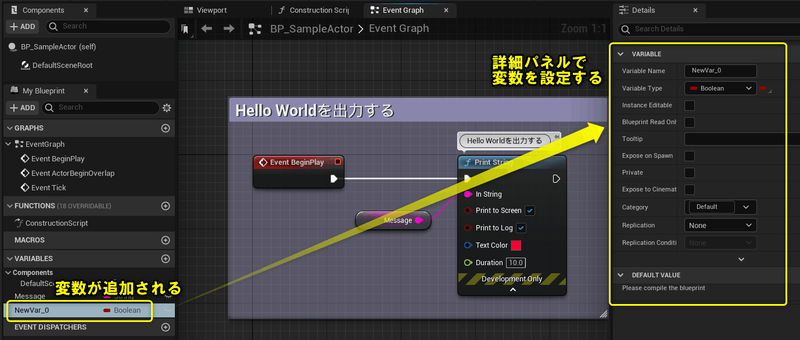 Components
+ ADD
Search
BP_SampleActor (self)
DefaultSceneRoot
My Blueprint
+ ADD
Search
GRAPHS
EventGraph
Event BeginPlay
Event ActorBeginOverlap
Event Tick
FUNCTIONS (18 OVERRIDABLE)
ConstructionScript
MACROS
VARIABLES
Components
DefaultSc
変数が追加される
Message
NewVar_0 Boolean
EVENT DISPATCHERS
Viewport
Construction Scrip
Event Graph
BP_SampleActor > Event Graph
Zoom 1:1
詳細パネルで
変数を設定する
Hello Worldを出力する
Hello Worldを出力する
Event BeginPlay
Print Stri
In String
Message
Print to Screen
Print to Log
Text Color
Duration 10.0
Development Only
Details
Search Details
VARIABLE
Variable Name NewVar_0
Variable Type Boolean
Instance Editable
Blueprint Read Onl
Tooltip
Expose on Spawn
Private
Expose to Cinemat
Category Default
Replication None
Replication Conditi None
DEFAULT VALUE
Please compile the blueprint